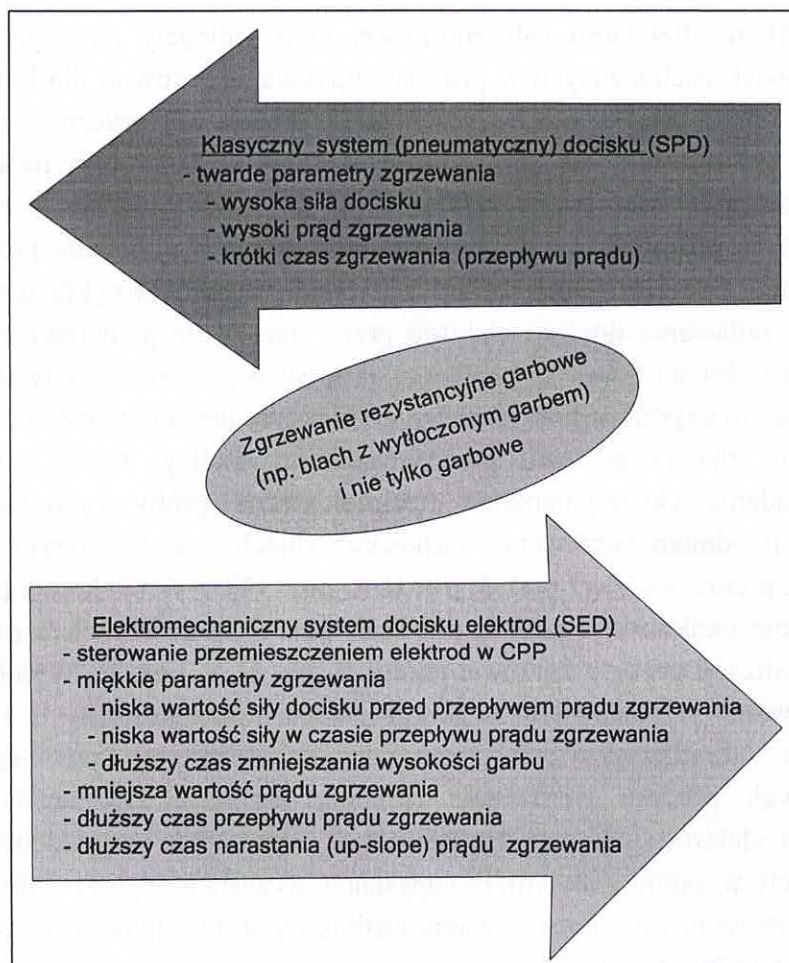 Klasyczny system (pneumatyczny) docisku (SPD)
- twarde parametry zgrzewania
- wysoka siła docisku
- wysoki prąd zgrzewania
- krótki czas zgrzewania (przepływu prądu)
Zgrzewanie rezystancyjne garbowe
(np. blach z wytłoczonym garbem)
i nie tylko garbowe
Elektromechaniczny system docisku elektrod (SED)
- sterowanie przemieszczeniem elektrod w CPP
- miękkie parametry zgrzewania
- niska wartość siły docisku przed przepływem prądu zgrzewania
- niska wartość siły w czasie przepływu prądu zgrzewania
- dłuższy czas zmniejszania wysokości garbu
- mniejsza wartość prądu zgrzewania
- dłuższy czas przepływu prądu zgrzewania
- dłuższy czas narastania (up-slope) prądu zgrzewania